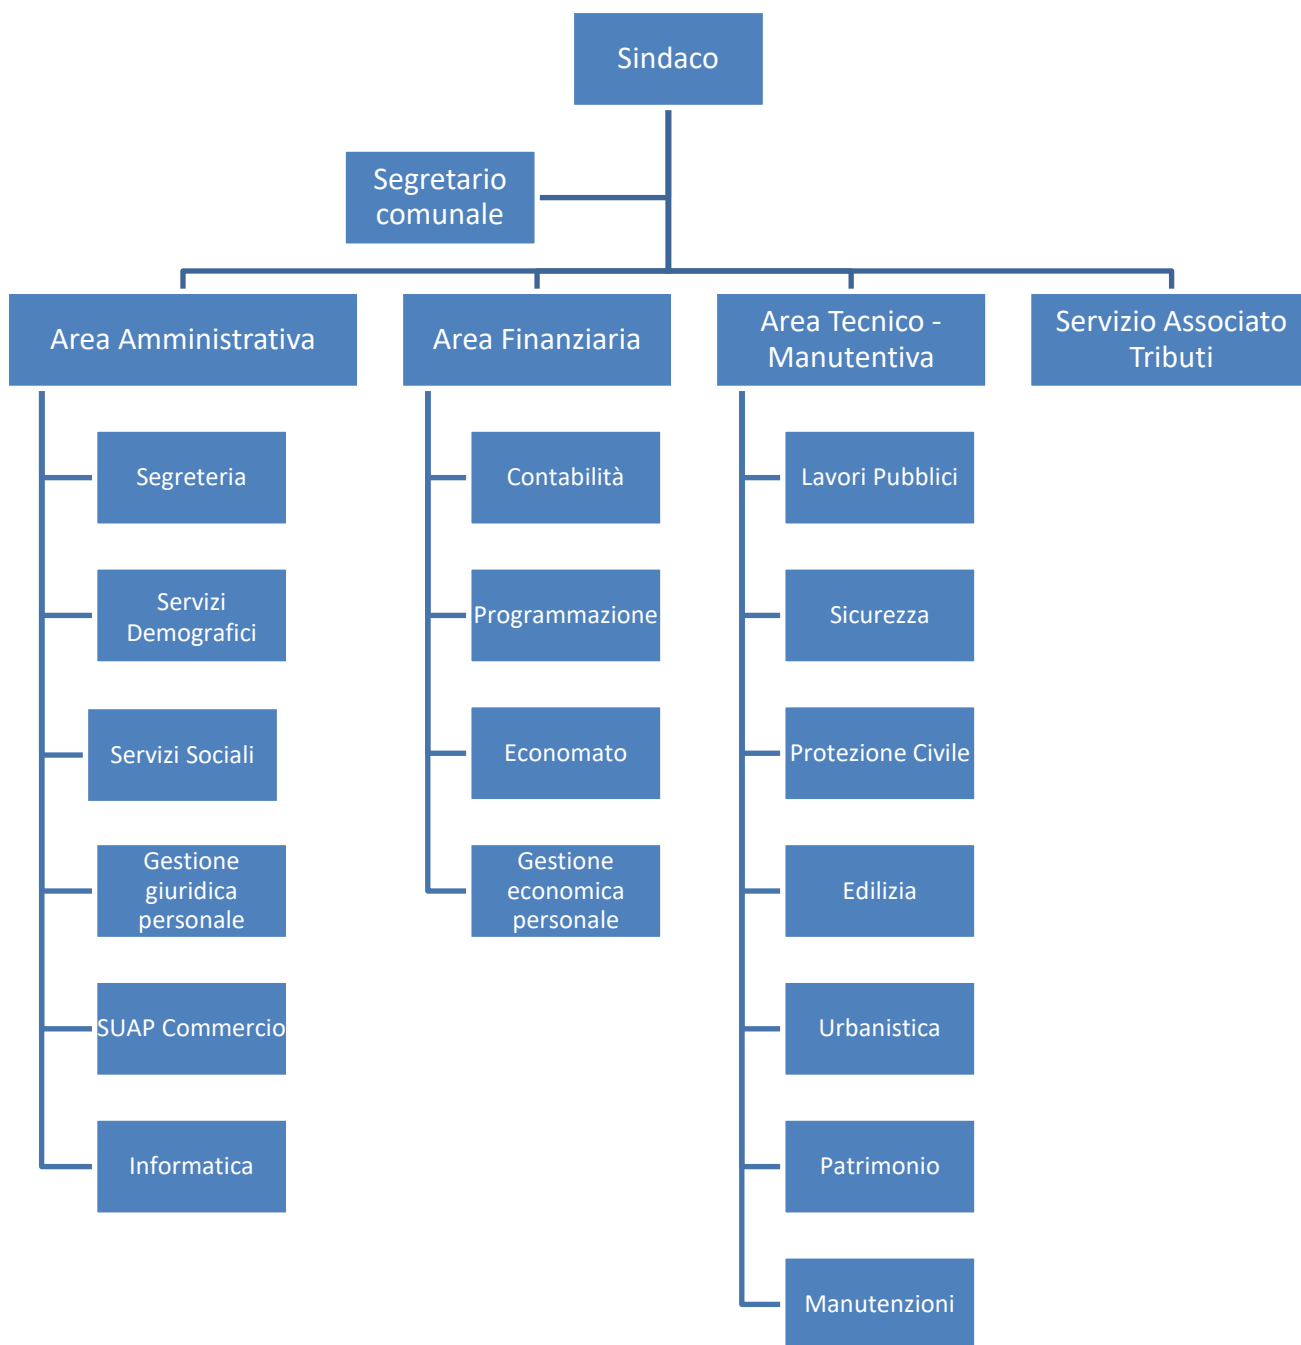 Sindaco
Segretario
comunale
Area Amministrativa
Area Finanziaria
Area Tecnico -
Manutentiva
Servizio Associato
Tributi
Segreteria
Servizi
Demografici
Servizi Sociali
Gestione
giuridica
personale
SUAP Commercio
Informatica
Contabilità
Programmazione
Economato
Gestione
economica
personale
Lavori Pubblici
Sicurezza
Protezione Civile
Edilizia
Urbanistica
Patrimonio
Manutenzioni